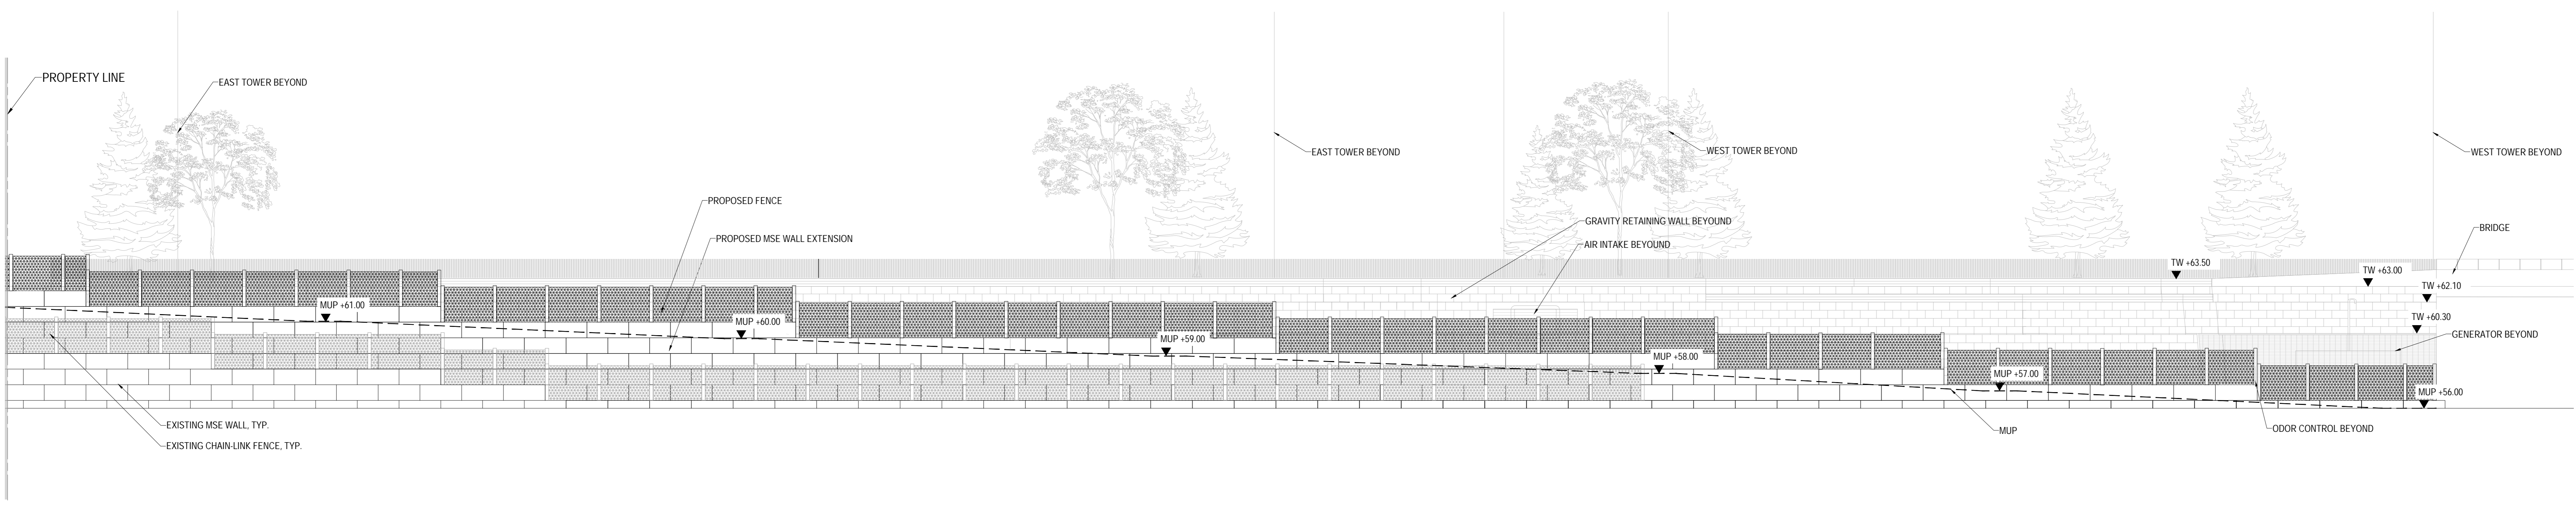 PROPERTY LINE
EAST TOWER BEYOND
EAST TOWER BEYOND
WEST TOWER BEYOND
WEST TOWER BEYOND
PROPOSED FENCE
GRAVITY RETAINING WALL BEYOUND
BRIDGE
PROPOSED MSE WALL EXTENSION
AIR INTAKE BEYOUND
TW +63.50
TW +63.00
TW +62.10
MUP +61.00
TW +60.30
MUP +60.00
GENERATOR BEYOND
MUP +59.00
MUP +58.00
MUP +57.00
MUP +56.00
EXISTING MSE WALL, TYP.
MUP
ODOR CONTROL BEYOND
EXISTING CHAIN-LINK FENCE, TYP.